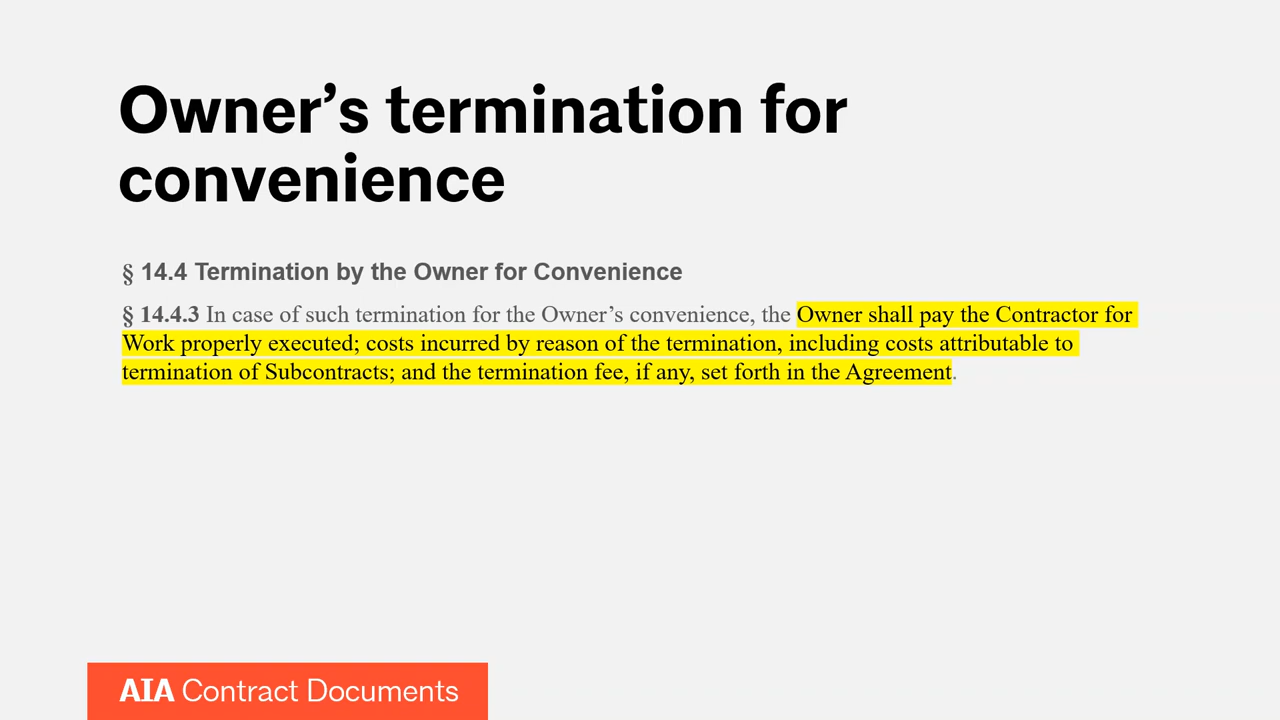 Owner’s termination for
convenience
§ 14.4 Termination by the Owner for Convenience
§ 14.4.3 In case of such termination for the Owner’s convenience, the Owner shall pay the Contractor for
Work properly executed; costs incurred by reason of the termination, including costs attributable to
termination of Subcontracts; and the termination fee, if any, set forth in the Agreement.
AIA Contract Documents